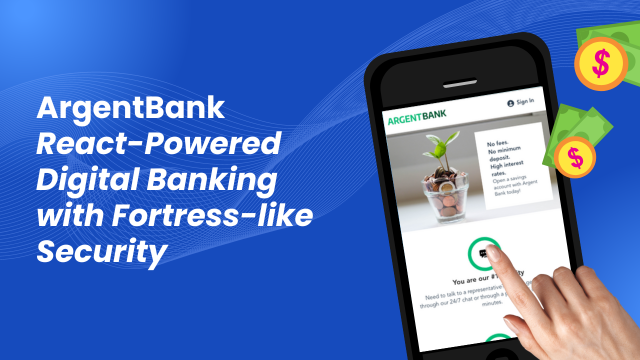 ArgentBank
React-Powered
Digital Banking
with Fortress-like
Security
ARGENTBANK
Sign In
No fees.
No minimum
deposit.
High interest
rates.
Open a savings
account with Argent
Bank today!
You are our #1
Need to talk to a representative
through our 24/7 chat or through a
minutes.
$
$